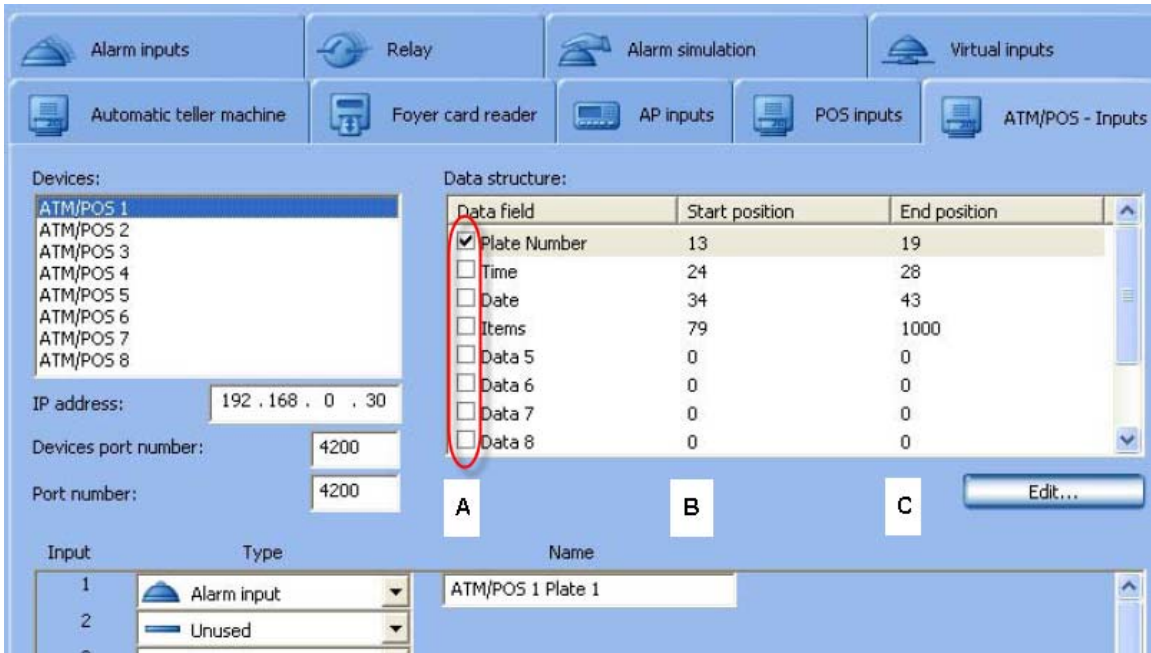 Alarm inputs Relay Alarm simulation Virtual inputs
Automatic teller machine Foyer card reader AP inputs POS inputs ATM/POS - Inputs
Devices:
ATM/POS 1
ATM/POS 2
ATM/POS 3
ATM/POS 4
ATM/POS 5
ATM/POS 6
ATM/POS 7
ATM/POS 8
IP address: 192 . 168 . 0 . 30
Devices port number: 4200
Port number: 4200
Data structure:
Data field Start position End position
Plate Number 13 19
Time 24 28
Date 34 43
Items 79 1000
Data 5 0 0
Data 6 0 0
Data 7 0 0
Data 8 0 0
A B C
Edit...
Input Type Name
1 Alarm input ATM/POS 1 Plate 1
2 Unused